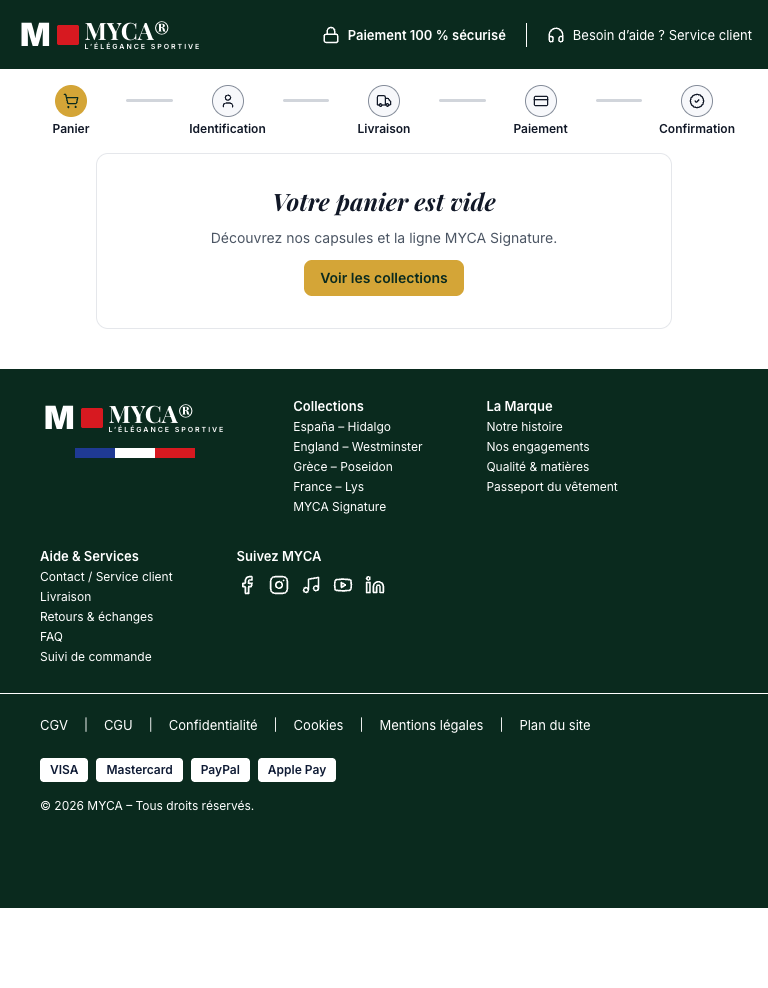 M MYCA®
L'ÉLÉGANCE SPORTIVE
Paiement 100 % sécurisé
Besoin d’aide ? Service client
Panier
Identification
Livraison
Paiement
Confirmation
Votre panier est vide
Découvrez nos capsules et la ligne MYCA Signature.
Voir les collections
M MYCA®
L'ÉLÉGANCE SPORTIVE
Collections
España – Hidalgo
England – Westminster
Grèce – Poseidon
France – Lys
MYCA Signature
La Marque
Notre histoire
Nos engagements
Qualité & matières
Passeport du vêtement
Aide & Services
Contact / Service client
Livraison
Retours & échanges
FAQ
Suivi de commande
Suivez MYCA
CGV | CGU | Confidentialité | Cookies | Mentions légales | Plan du site
VISA Mastercard PayPal Apple Pay
© 2026 MYCA – Tous droits réservés.